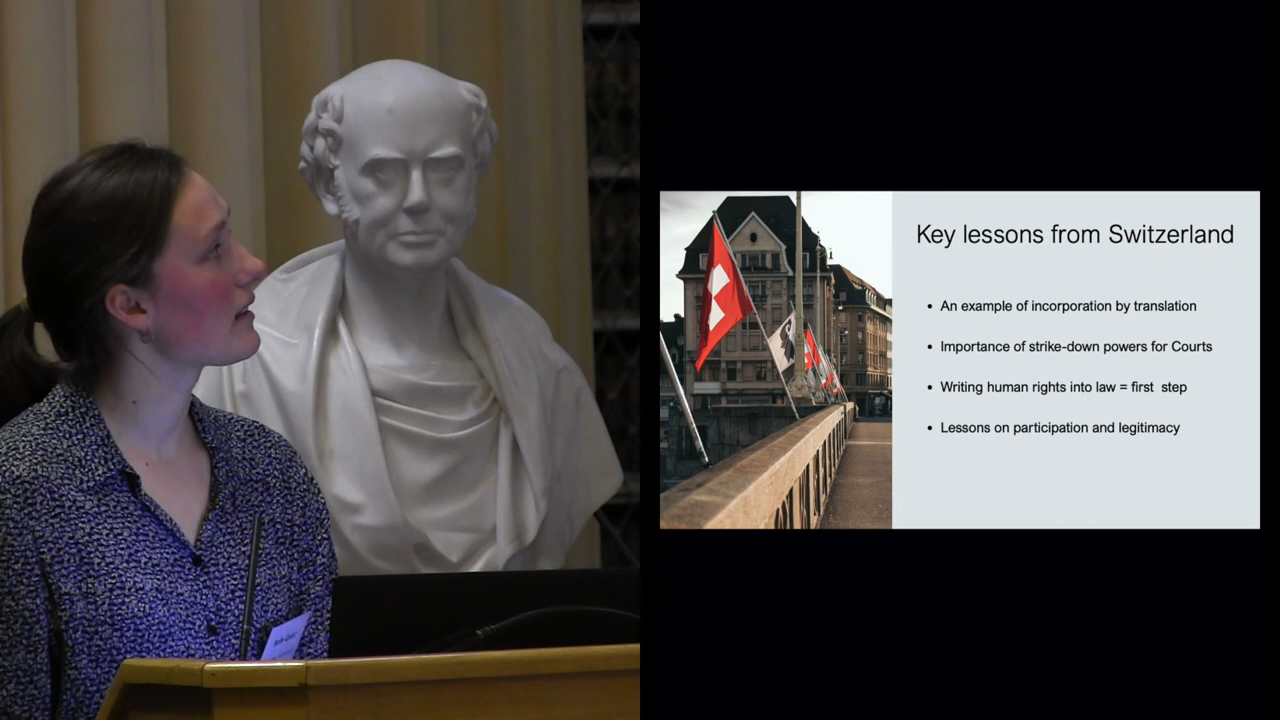 Key lessons from Switzerland
• An example of incorporation by translation
• Importance of strike-down powers for Courts
• Writing human rights into law = first  step
• Lessons on participation and legitimacy